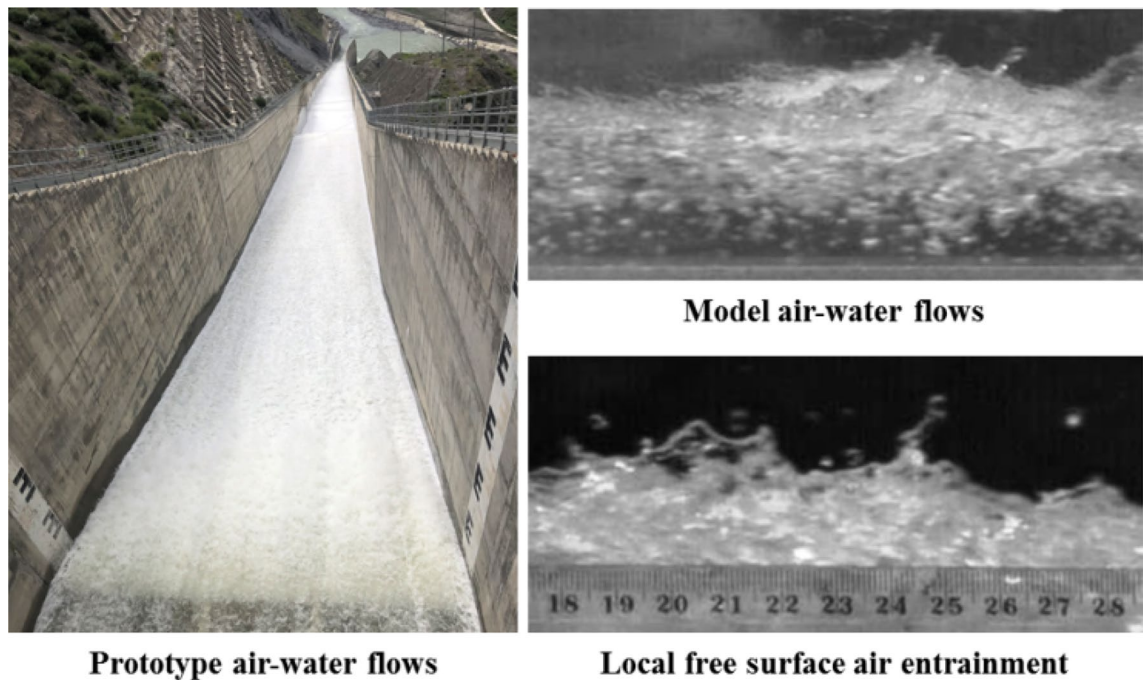 Model air-water flows
18 19 20 21 22 23 24 25 26 27 28
Prototype air-water flows
Local free surface air entrainment